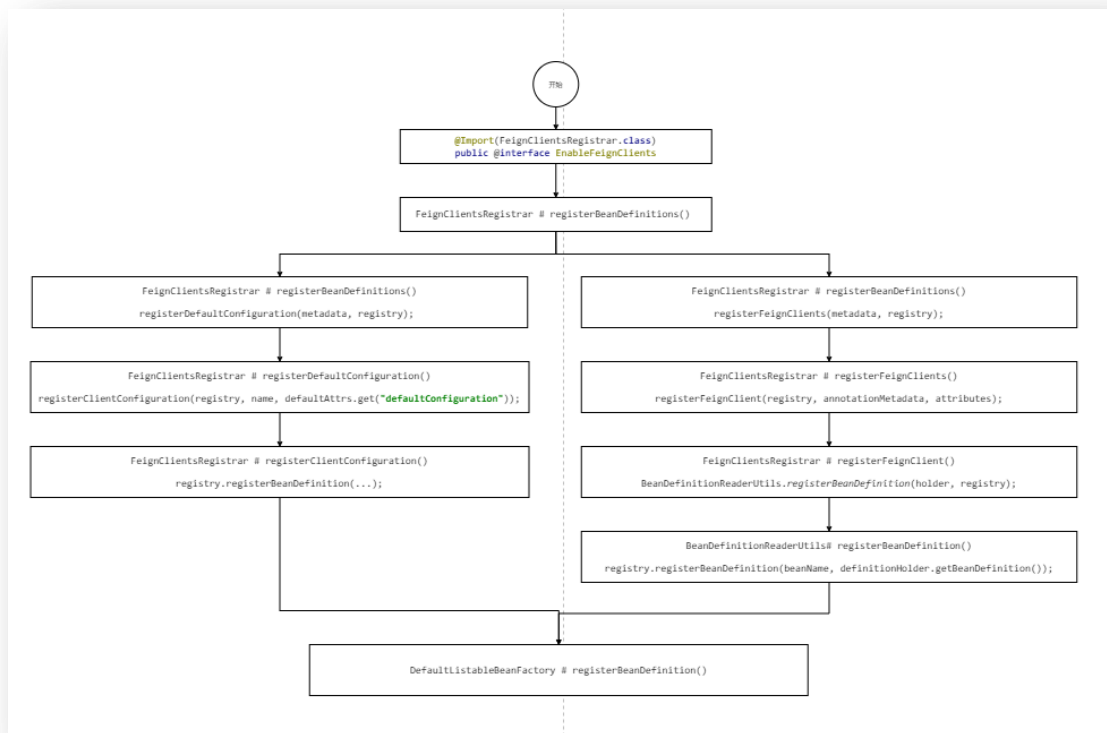 开始
@Import(FeignClientsRegistrar.class)
public @interface EnableFeignClients
FeignClientsRegistrar # registerBeanDefinitions()
FeignClientsRegistrar # registerBeanDefinitions()
registerDefaultConfiguration(metadata, registry);
FeignClientsRegistrar # registerDefaultConfiguration()
registerClientConfiguration(registry, name, defaultAttrs.get("defaultConfiguration"));
FeignClientsRegistrar # registerClientConfiguration()
registry.registerBeanDefinition(...);
FeignClientsRegistrar # registerBeanDefinitions()
registerFeignClients(metadata, registry);
FeignClientsRegistrar # registerFeignClients()
registerFeignClient(registry, annotationMetadata, attributes);
FeignClientsRegistrar # registerFeignClient()
BeanDefinitionReaderUtils.registerBeanDefinition(holder, registry);
BeanDefinitionReaderUtils# registerBeanDefinition()
registry.registerBeanDefinition(beanName, definitionHolder.getBeanDefinition());
DefaultListableBeanFactory # registerBeanDefinition()